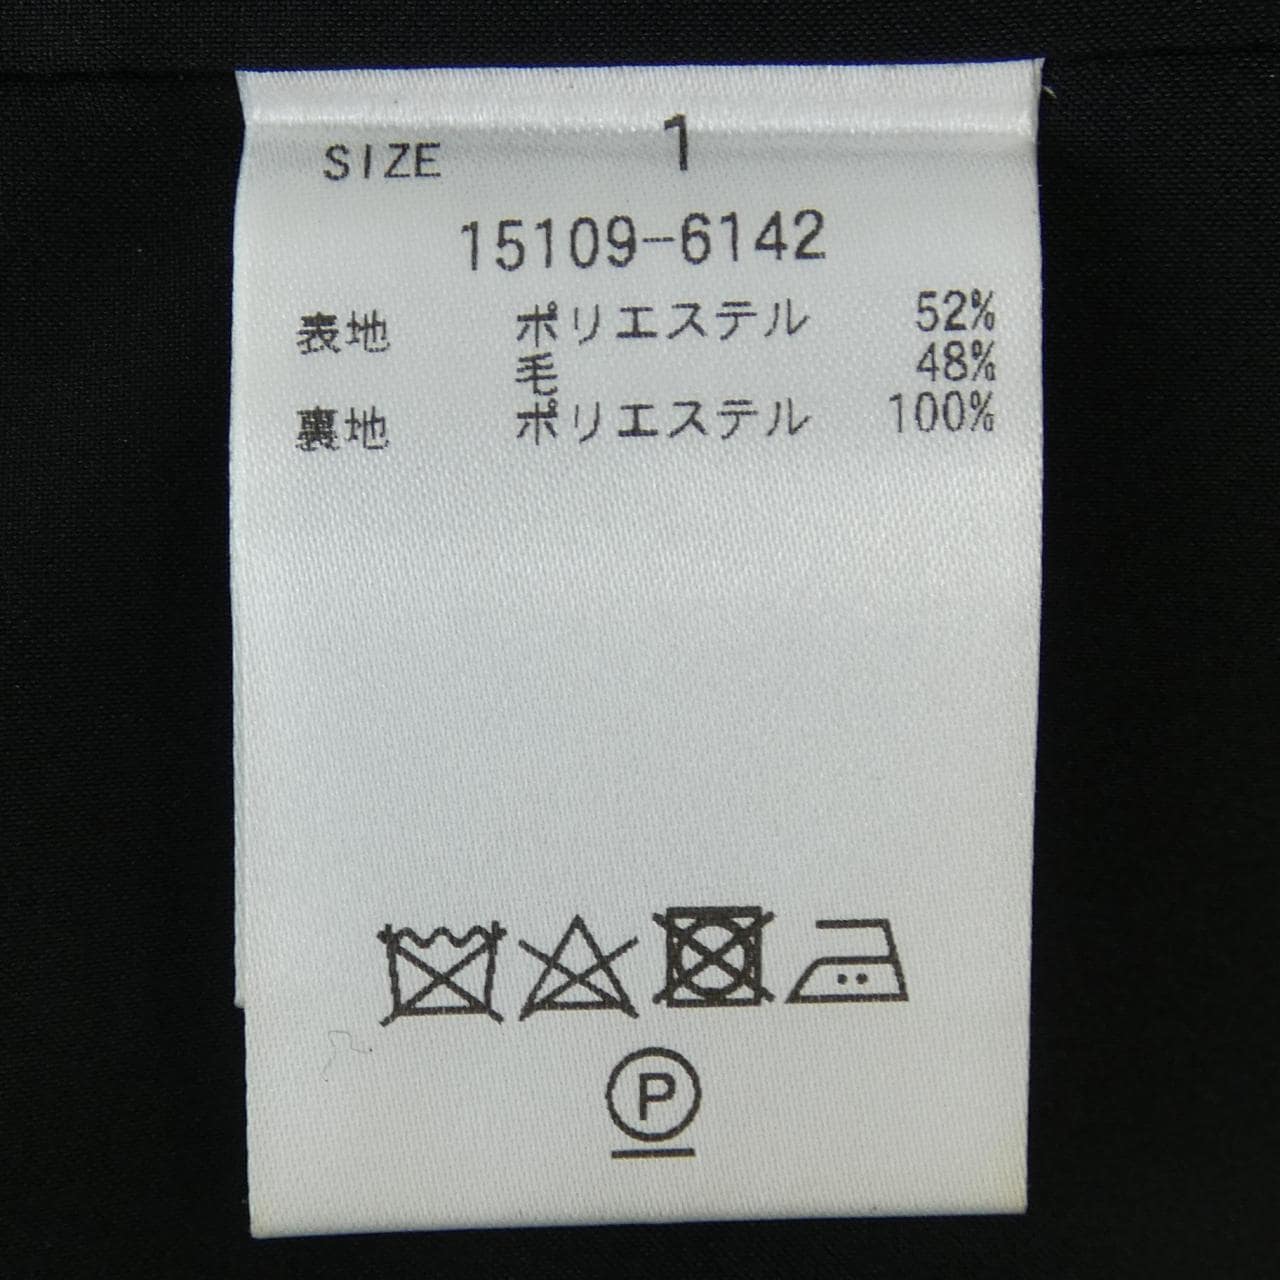 SIZE 1
15109-6142
表地 ポリエステル 52%
毛 48%
裏地 ポリエステル 100%
P